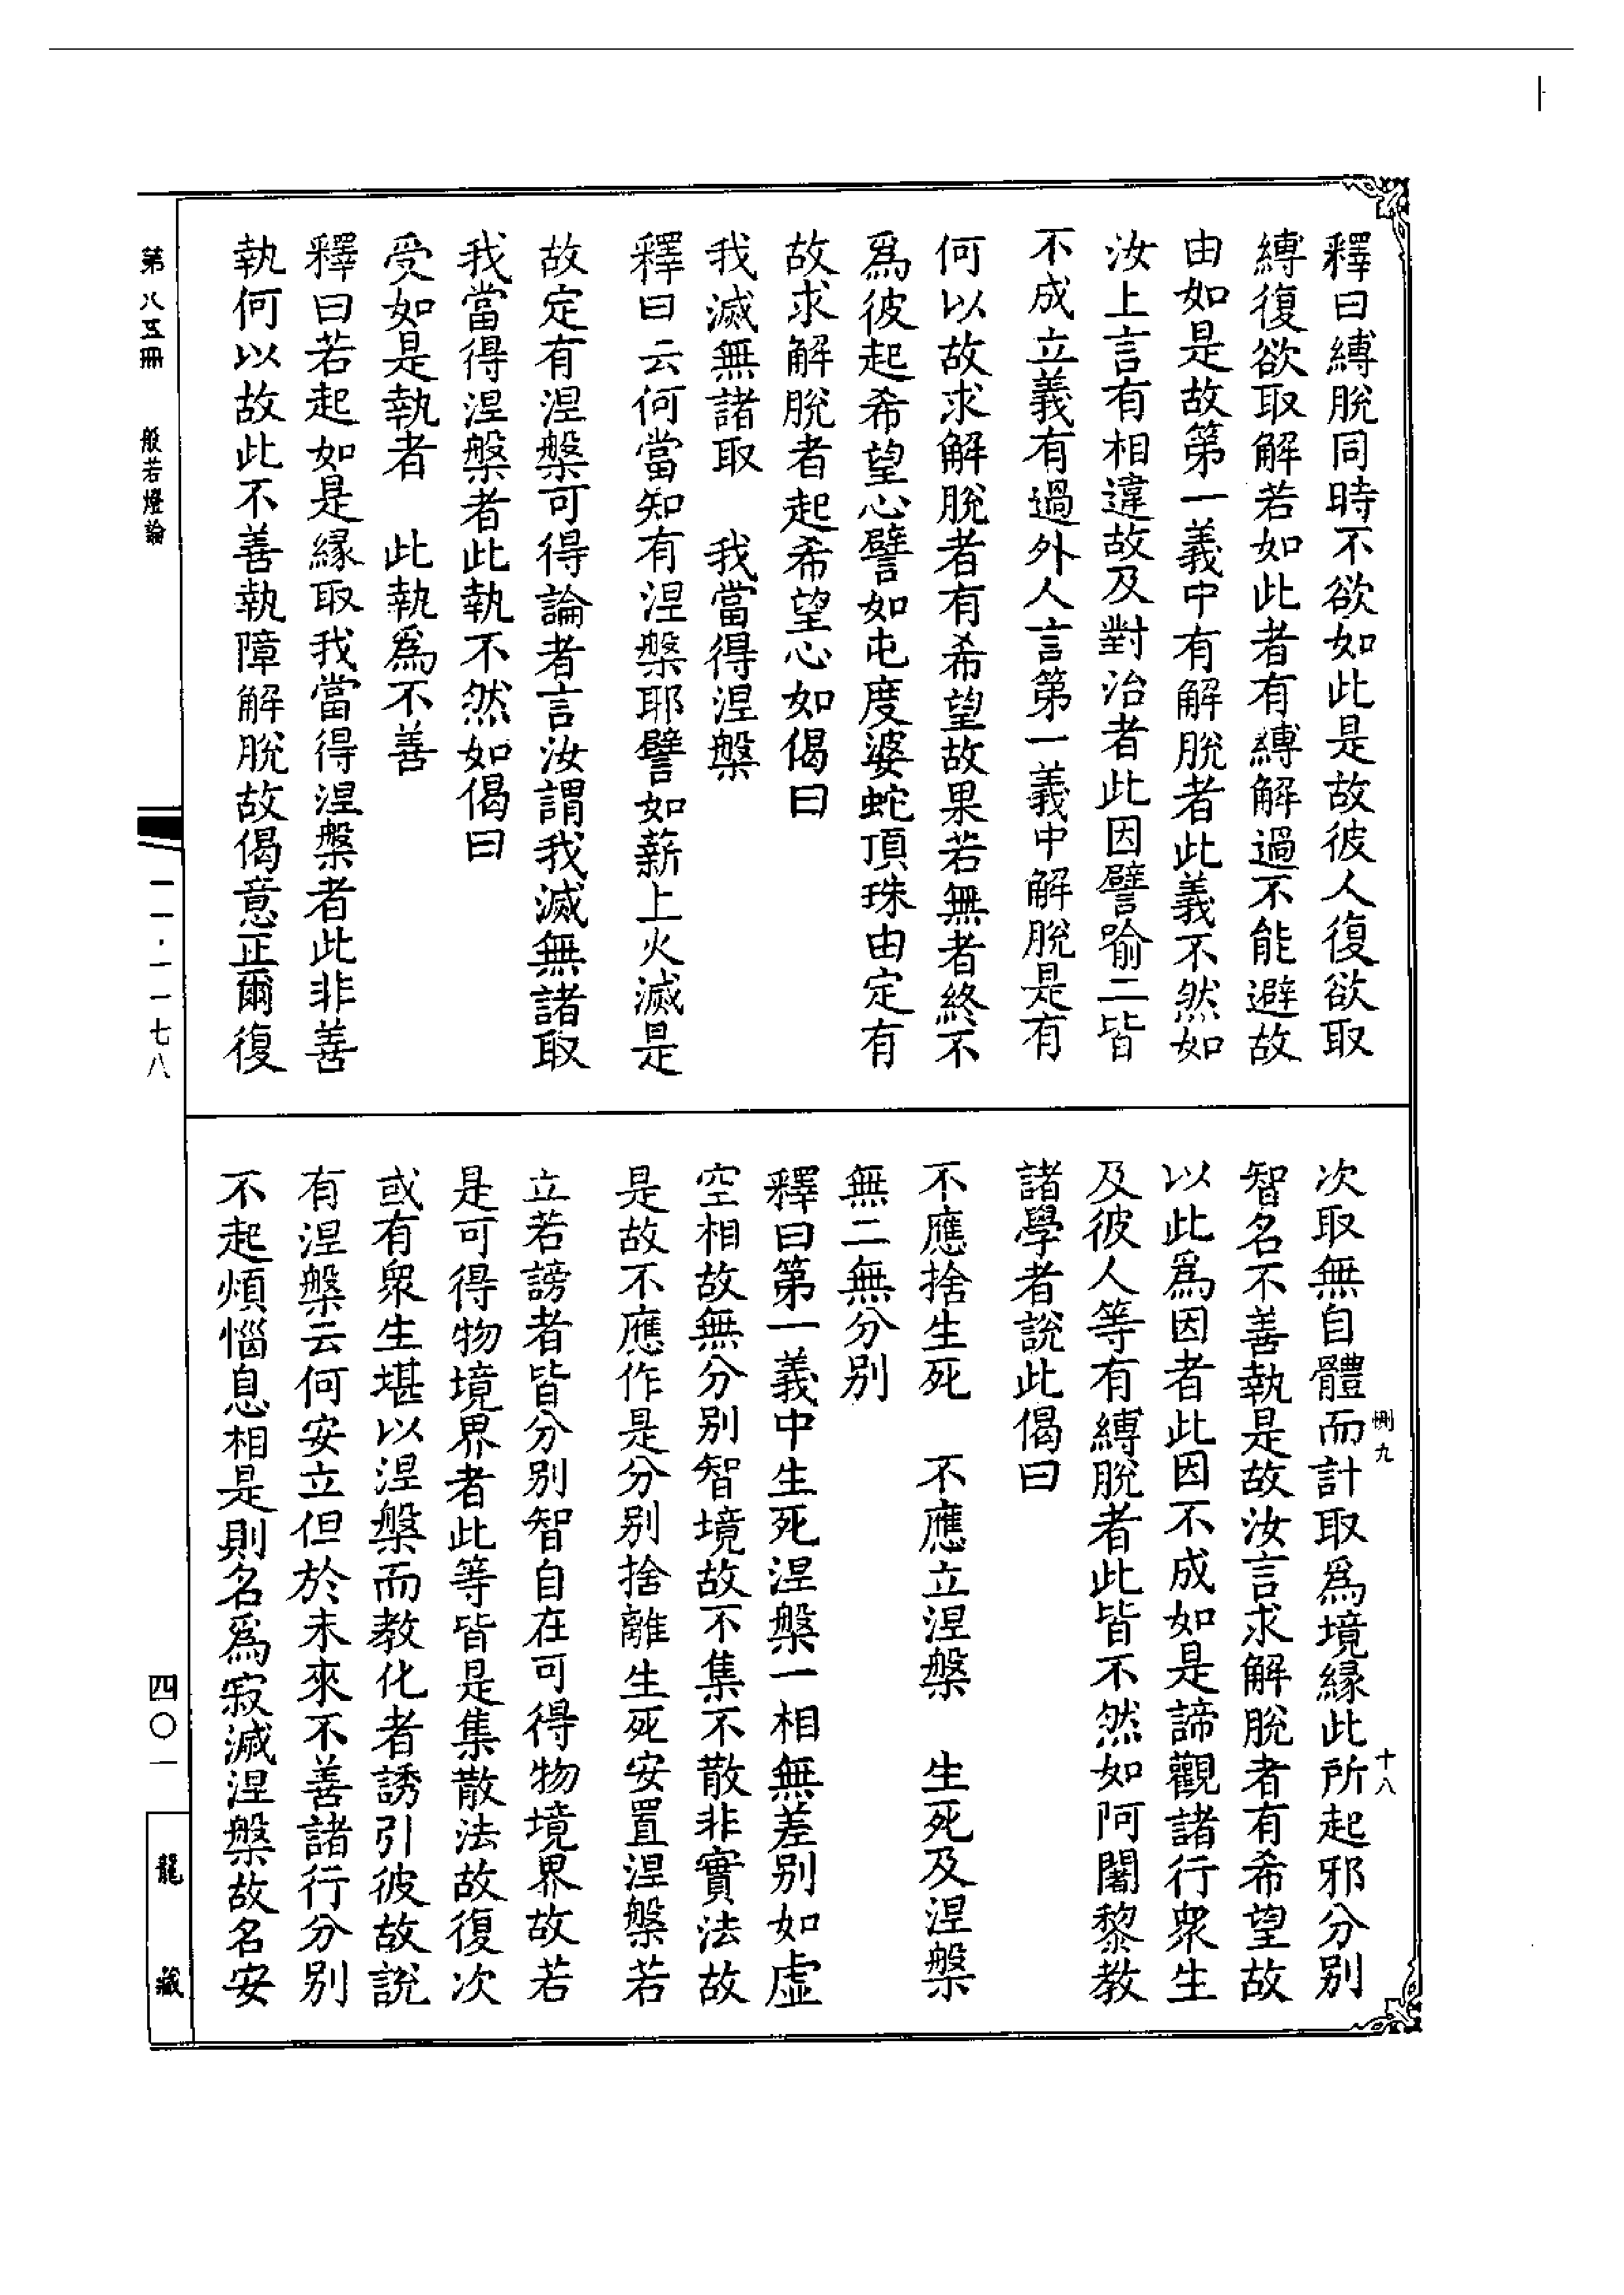 釋曰縛脫同時不欲如此是故彼人復欲取
縛復欲取解若如此者有縛解過不能避故
由如是故第一義中有解脫者此義不然如
汝上言有相違故及對治者此因譬喻二皆
不成立義有過外人言第一義中解脫是有
何以故求解脫者有希望故果若無者終不
爲彼起希望心譬如屯度婆蛇頂珠由定有
故求解脫者起希望心如偈曰
我滅無諸取　我當得涅槃
釋曰云何當知有涅槃耶譬如薪上火滅是
故定有涅槃可得論者言汝謂我滅無諸取
我當得涅槃者此執不然如偈曰
受如是執者　此執爲不善
釋曰若起如是緣取我當得涅槃者此非善
執何以故此不善執障解脫故偈意正爾復
次取無自體而計取爲境緣此所起邪分別
智名不善執是故汝言求解脫者有希望故
以此爲因者此因不成如是諦觀諸行衆生
及彼人等有縛脫者此皆不然如阿闍黎教
諸學者說此偈曰
不應捨生死　不應立涅槃　生死及涅槃
無二無分別
釋曰第一義中生死涅槃一相無差別如虛
空相故無分別智境故不集不散非實法故
是故不應作是分別捨離生死安置涅槃若
立若謗者皆分別智自在可得物境界故若
是可得物境界者此等皆是集散法故復次
或有衆生堪以涅槃而教化者誘引彼故說
有涅槃云何安立但於未來不善諸行分別
不起煩惱息相是則名爲寂滅涅槃故名安
第八五冊　般若燈論
一一·一一七八
四〇一
龍藏
九
十八